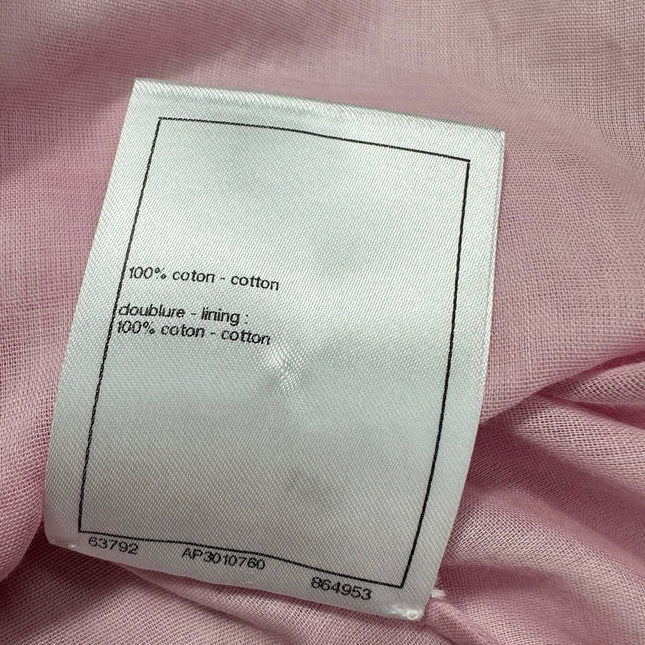 100% coton - cotton
doublure - lining :
100% coton - cotton
63792 AP3010760 864953